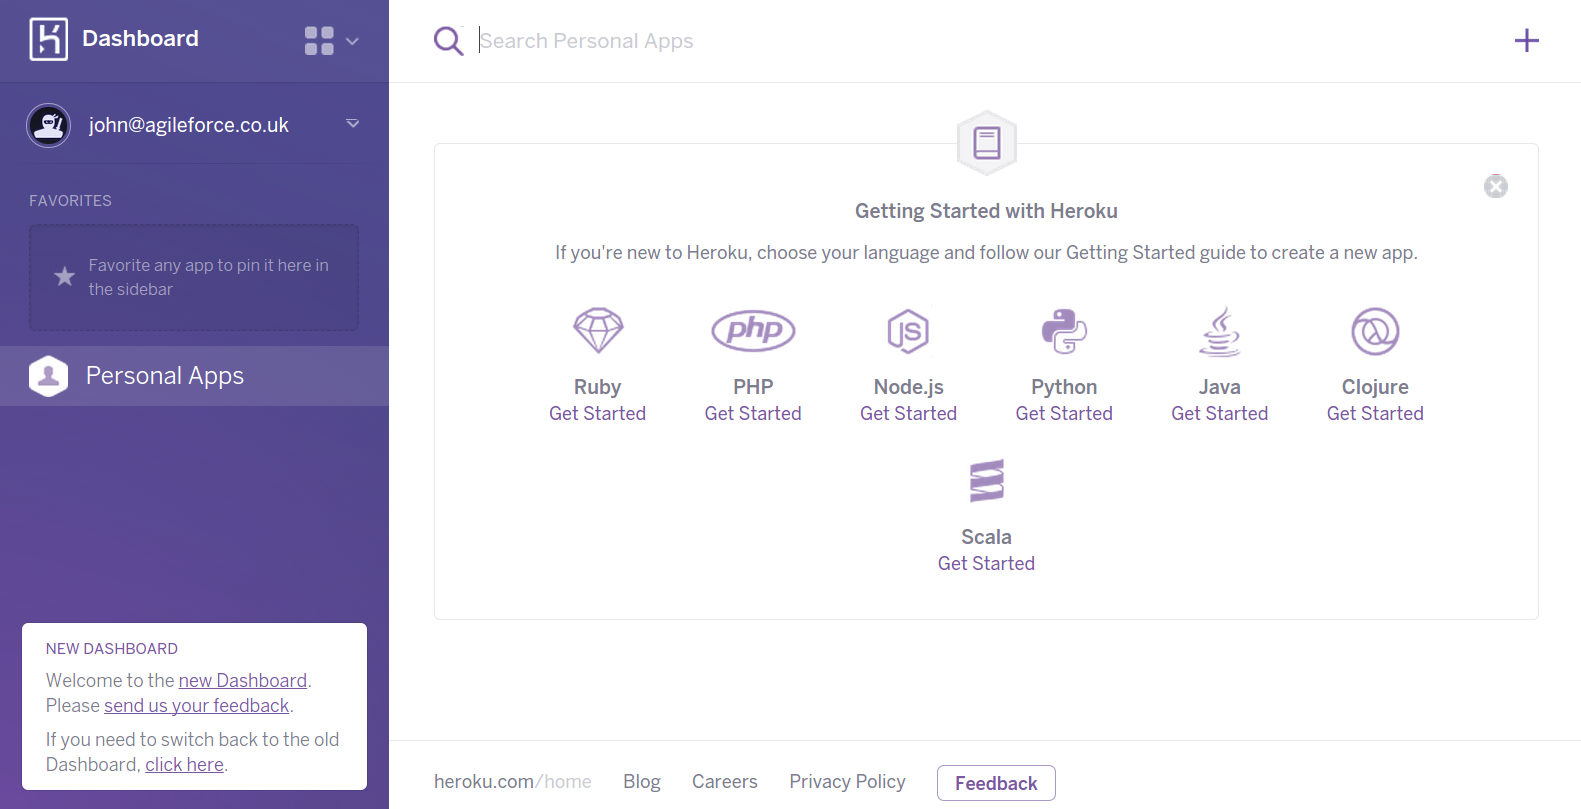 Dashboard
john@agileforce.co.uk
FAVORITES
Favorite any app to pin it here in
the sidebar
Personal Apps
NEW DASHBOARD
Welcome to the new Dashboard.
Please send us your feedback.
If you need to switch back to the old
Dashboard, click here.
Search Personal Apps
Getting Started with Heroku
If you're new to Heroku, choose your language and follow our Getting Started guide to create a new app.
php
JS
Ruby PHP Node.js Python Java Clojure
Get Started Get Started Get Started Get Started Get Started Get Started
Scala
Get Started
heroku.com/home Blog Careers Privacy Policy Feedback